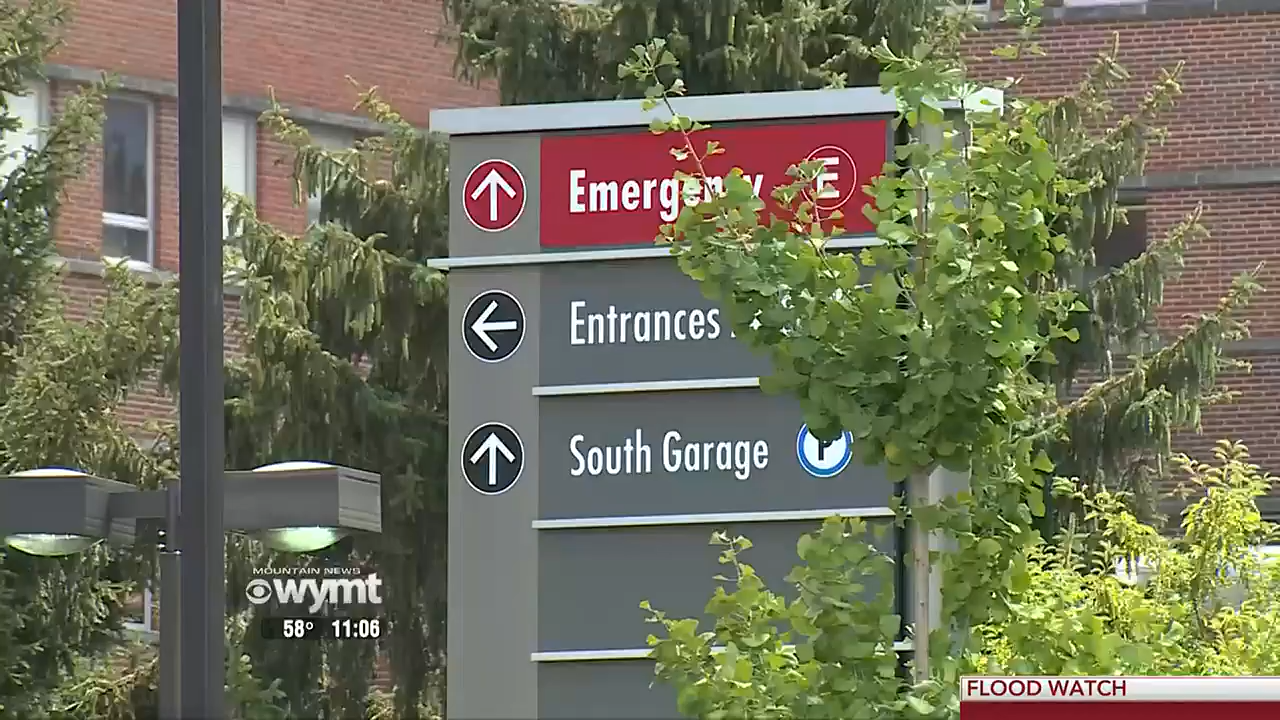 Emergency E
Entrances
South Garage P
MOUNTAIN NEWS
wymt
58° 11:06
FLOOD WATCH